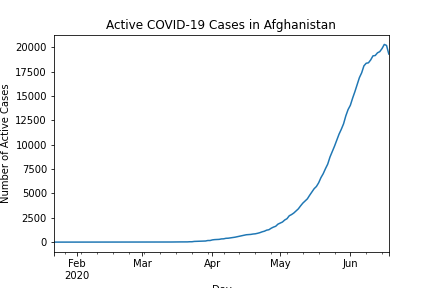 Active COVID-19 Cases in Afghanistan
Number of Active Cases
20000
17500
15000
12500
10000
7500
5000
2500
0
Feb
2020
Mar
Apr
May
Jun